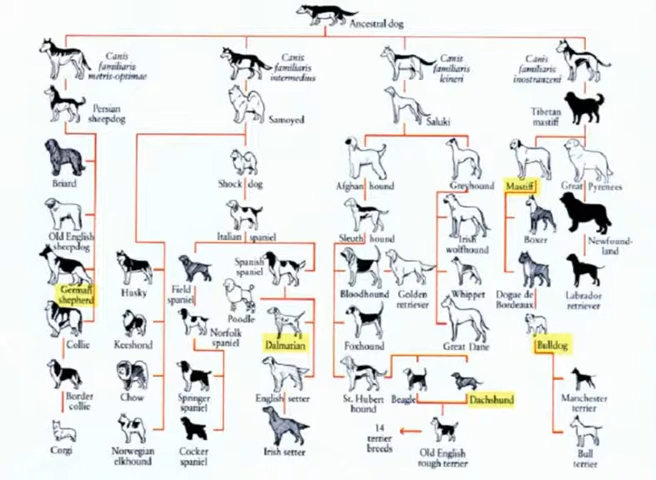 Ancestral dog
Canis
familiaris
metris-optimae
Canis
familiaris
intermedius
Canis
familiaris
leineri
Canis
familiaris
inostranzeni
Persian
sheepdog
Samoyed
Saluki
Tibetan
mastiff
Briard
Shock dog
Afghan hound
Greyhound
Mastiff
Great Pyrenees
Old English
sheepdog
Italian spaniel
Sleuth hound
Irish
wolfhound
Boxer
Newfound-
land
German
shepherd
Husky
Field
spaniel
Spanish
spaniel
Poodle
Bloodhound
Golden
retriever
Whippet
Dogue de
Bordeaux
Labrador
retriever
Collie
Keeshond
Norfolk
spaniel
Dalmatian
Foxhound
Great Dane
Bulldog
Border
collie
Chow
Springer
spaniel
English setter
St. Hubert
hound
Beagle
Dachshund
Manchester
terrier
Corgi
Norwegian
elkhound
Cocker
spaniel
Irish setter
14
terrier
breeds
Old English
rough terrier
Bull
terrier